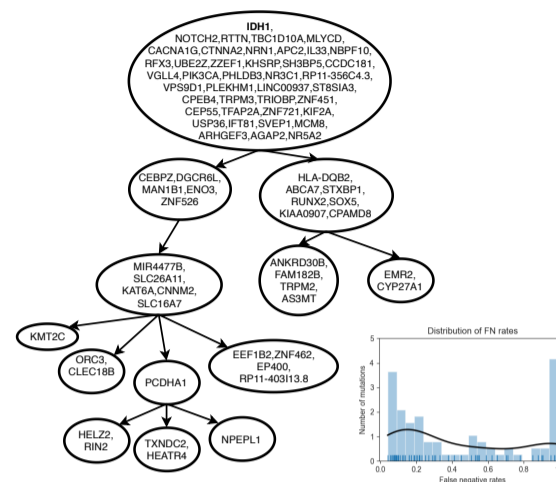 IDH1,
NOTCH2,RTTN,TBC1D10A,MLYCD,
CACNA1G,CTNNA2,NRN1,APC2,IL33,NBPF10,
RFX3,UBE2Z,ZZEF1,KHSRP,SH3BP5,CCDC181,
VGLL4,PIK3CA,PHLDB3,NR3C1,RP11-356C4.3,
VPS9D1,PLEKHM1,LINC00937,ST8SIA3,
CPEB4,TRPM3,TRIOBP,ZNF451,
CEP55,TFAP2A,ZNF721,KIF2A,
USP36,IFT81,SVEP1,MCM8,
ARHGEF3,AGAP2,NR5A2
CEBPZ,DGCR6L,
MAN1B1,ENO3,
ZNF526
HLA-DQB2,
ABCA7,STXBP1,
RUNX2,SOX5,
KIAA0907,CPAMD8
MIR4477B,
SLC26A11,
KAT6A,CNNM2,
SLC16A7
ANKRD30B,
FAM182B,
TRPM2,
AS3MT
EMR2,
CYP27A1
KMT2C
ORC3,
CLEC18B
PCDHA1
EEF1B2,ZNF462,
EP400,
RP11-403I13.8
HELZ2,
RIN2
TXNDC2,
HEATR4
NPEPL1
Distribution of FN rates
Number of mutations
5
4
3
2
1
0
0.0 0.2 0.4 0.6 0.8
False negative rates